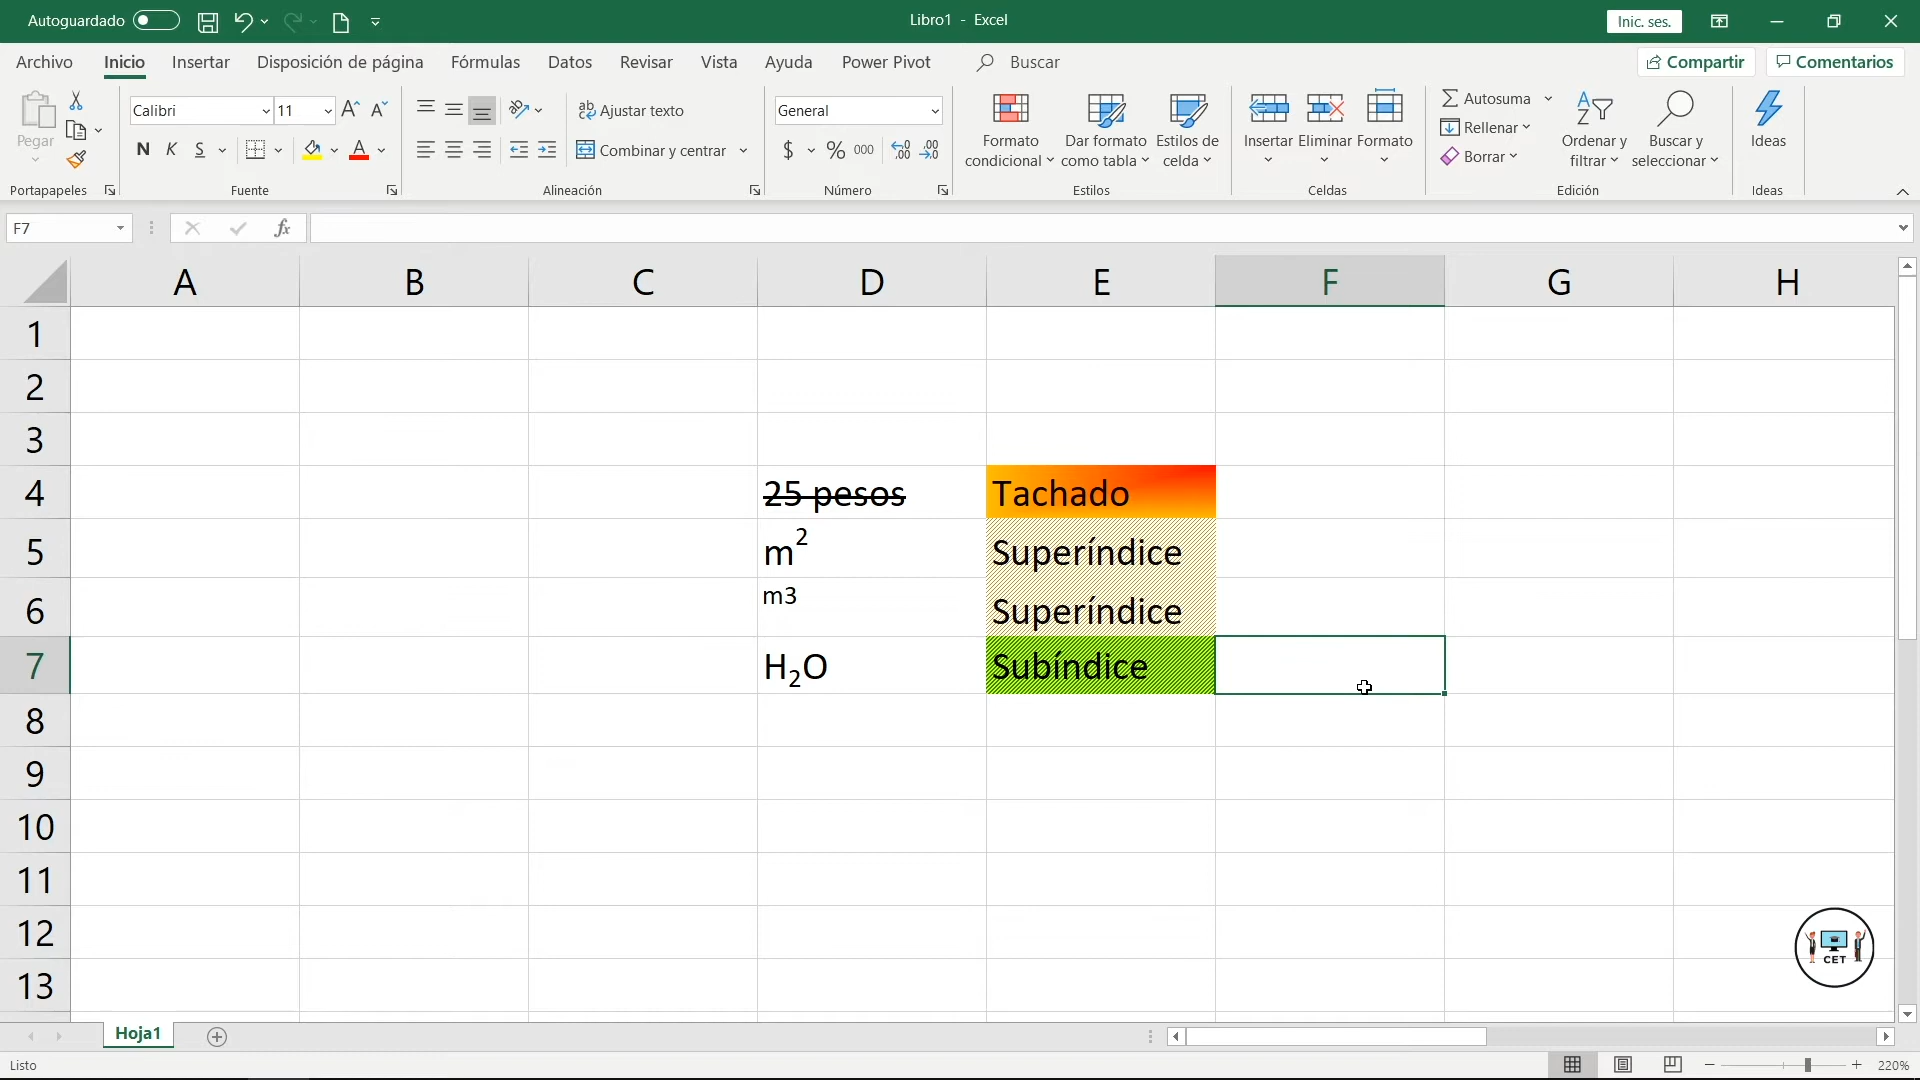 Autoguardado
Libro1 - Excel
Inic. ses.
Archivo Inicio Insertar Disposición de página Fórmulas Datos Revisar Vista Ayuda Power Pivot Buscar
Compartir Comentarios
Pegar
Portapapeles
Calibri 11
N K S
Fuente
Ajustar texto
Combinar y centrar
Alineación
General
$ % 000
Número
Formato condicional
Dar formato como tabla
Estilos de celda
Estilos
Insertar Eliminar Formato
Celdas
Autosuma
Rellenar
Borrar
Ordenar y filtrar
Buscar y seleccionar
Edición
Ideas
Ideas
F7
fx
A B C D E F G H
1
2
3
4 25 pesos Tachado
5 m² Superíndice
6 m3 Superíndice
7 H₂O Subíndice
8
9
10
11
12
13
CET
Hoja1
Listo
220%